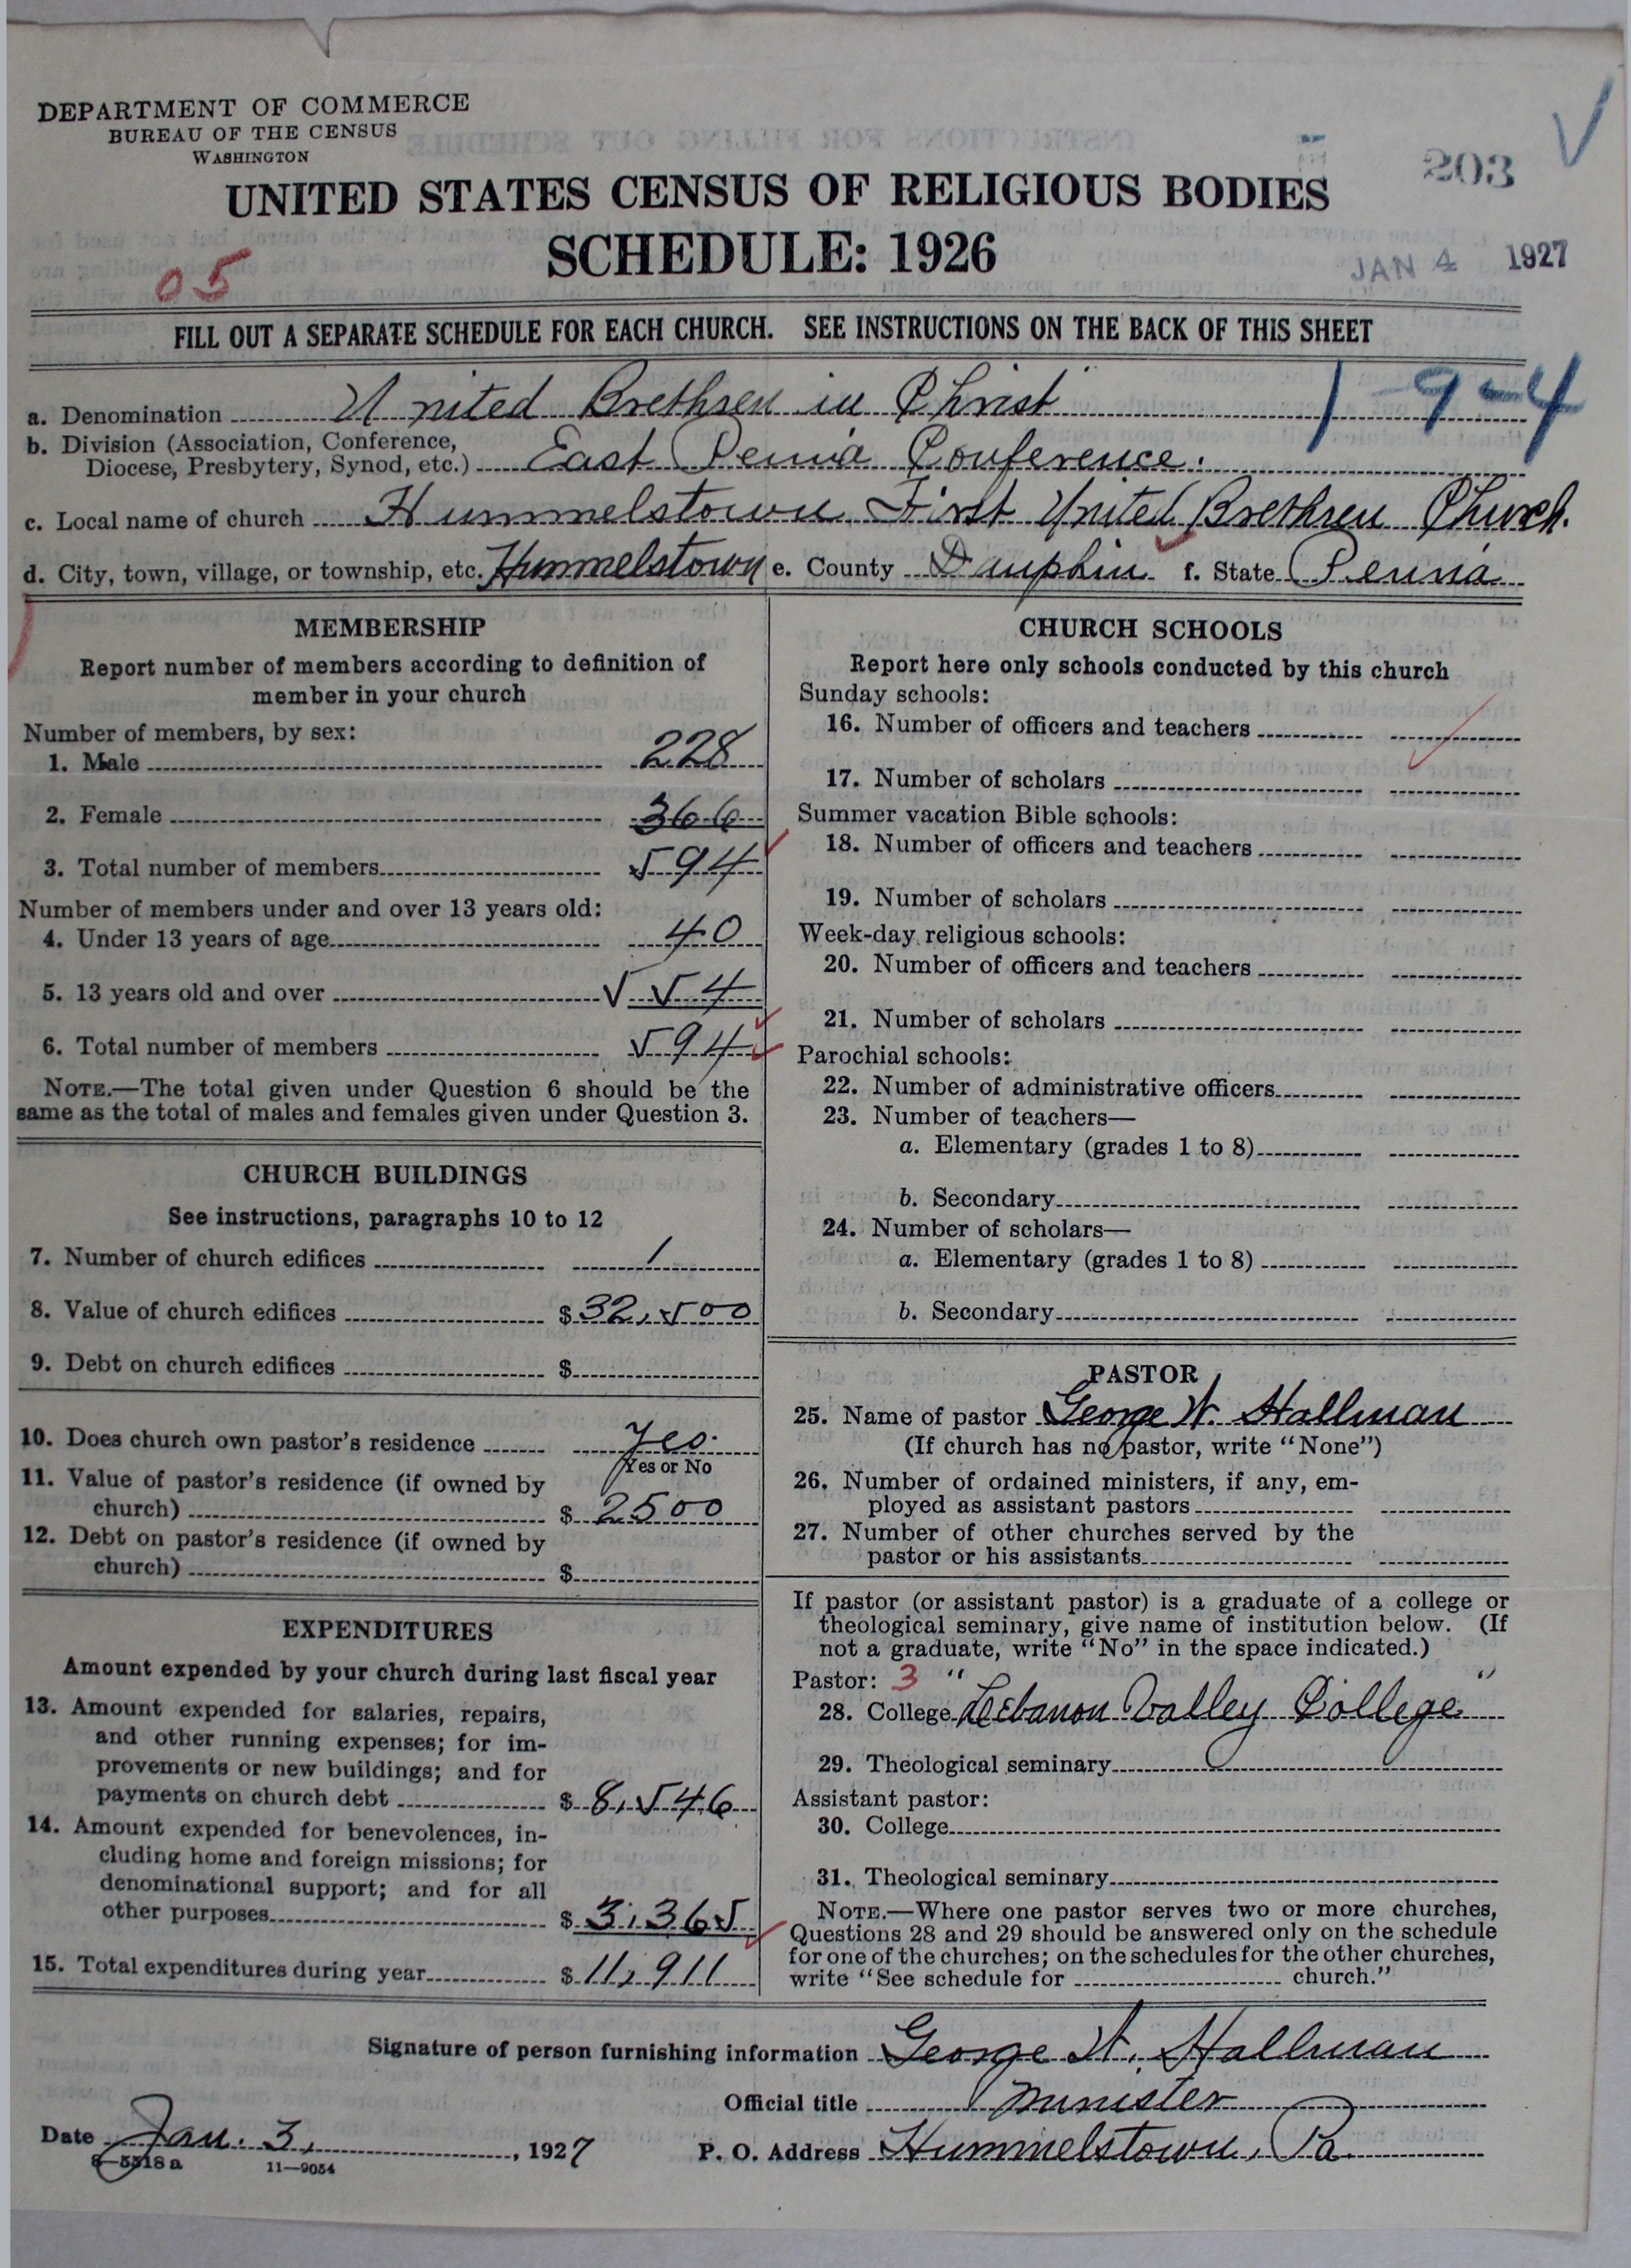 DEPARTMENT OF COMMERCE
BUREAU OF THE CENSUS
WASHINGTON
203
UNITED STATES CENSUS OF RELIGIOUS BODIES
SCHEDULE: 1926
JAN 4 1927
05
FILL OUT A SEPARATE SCHEDULE FOR EACH CHURCH. SEE INSTRUCTIONS ON THE BACK OF THIS SHEET
1-9-4
a. Denomination United Brethren in Christ
b. Division (Association, Conference,
Diocese, Presbytery, Synod, etc.) East Penna Conference.
c. Local name of church Hummelstown First United Brethren Church.
d. City, town, village, or township, etc. Hummelstown e. County Dauphin f. State Penna
MEMBERSHIP
Report number of members according to definition of
member in your church
Number of members, by sex:
1. Male 228
2. Female 366
3. Total number of members 594
Number of members under and over 13 years old:
4. Under 13 years of age 40
5. 13 years old and over 554
6. Total number of members 594
NOTE.—The total given under Question 6 should be the
same as the total of males and females given under Question 3.
CHURCH BUILDINGS
See instructions, paragraphs 10 to 12
7. Number of church edifices 1
8. Value of church edifices $32,500
9. Debt on church edifices $
10. Does church own pastor's residence Yes.
Yes or No
11. Value of pastor's residence (if owned by
church) $ 2500
12. Debt on pastor's residence (if owned by
church) $
EXPENDITURES
Amount expended by your church during last fiscal year
13. Amount expended for salaries, repairs,
and other running expenses; for im-
provements or new buildings; and for
payments on church debt $ 8,546
14. Amount expended for benevolences, in-
cluding home and foreign missions; for
denominational support; and for all
other purposes $ 3,365
15. Total expenditures during year $ 11,911
CHURCH SCHOOLS
Report here only schools conducted by this church
Sunday schools:
16. Number of officers and teachers
17. Number of scholars
Summer vacation Bible schools:
18. Number of officers and teachers
19. Number of scholars
Week-day religious schools:
20. Number of officers and teachers
21. Number of scholars
Parochial schools:
22. Number of administrative officers
23. Number of teachers—
a. Elementary (grades 1 to 8)
b. Secondary
24. Number of scholars—
a. Elementary (grades 1 to 8)
b. Secondary
PASTOR
25. Name of pastor George W. Hallman
(If church has no pastor, write "None")
26. Number of ordained ministers, if any, em-
ployed as assistant pastors
27. Number of other churches served by the
pastor or his assistants
If pastor (or assistant pastor) is a graduate of a college or
theological seminary, give name of institution below. (If
not a graduate, write "No" in the space indicated.)
Pastor: 3 " "
28. College Lebanon Valley College
29. Theological seminary
Assistant pastor:
30. College
31. Theological seminary
NOTE.—Where one pastor serves two or more churches,
Questions 28 and 29 should be answered only on the schedule
for one of the churches; on the schedules for the other churches,
write "See schedule for church."
Signature of person furnishing information George W. Hallman
Official title minister
Date Jan. 3, , 1927 P. O. Address Hummelstown, Pa.
8—5518a 11—9054